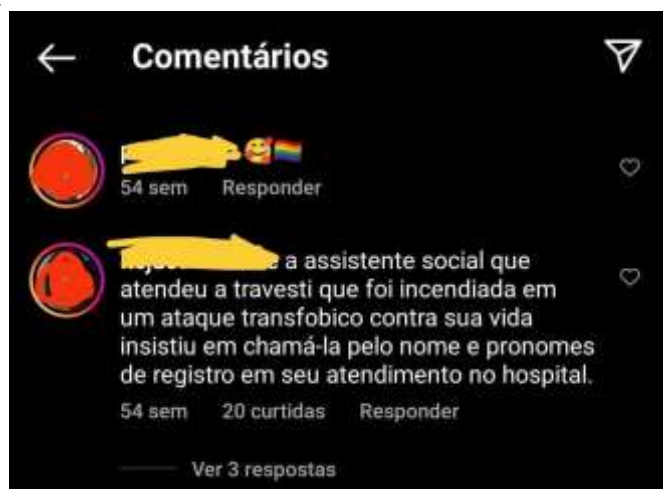 Comentários
54 sem Responder
a assistente social que
atendeu a travesti que foi incendiada em
um ataque transfobico contra sua vida
insistiu em chamá-la pelo nome e pronomes
de registro em seu atendimento no hospital.
54 sem 20 curtidas Responder
Ver 3 respostas